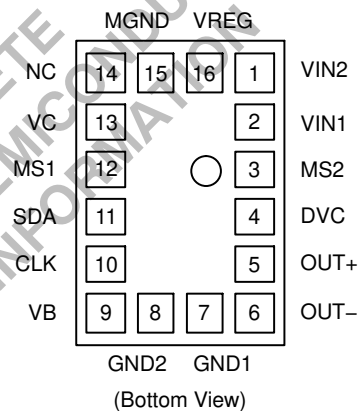 MGND VREG
NC 14 15 16 1 VIN2
VC 13 2 VIN1
MS1 12 3 MS2
SDA 11 4 DVC
CLK 10 5 OUT+
VB 9 8 7 6 OUT−
GND2 GND1
(Bottom View)